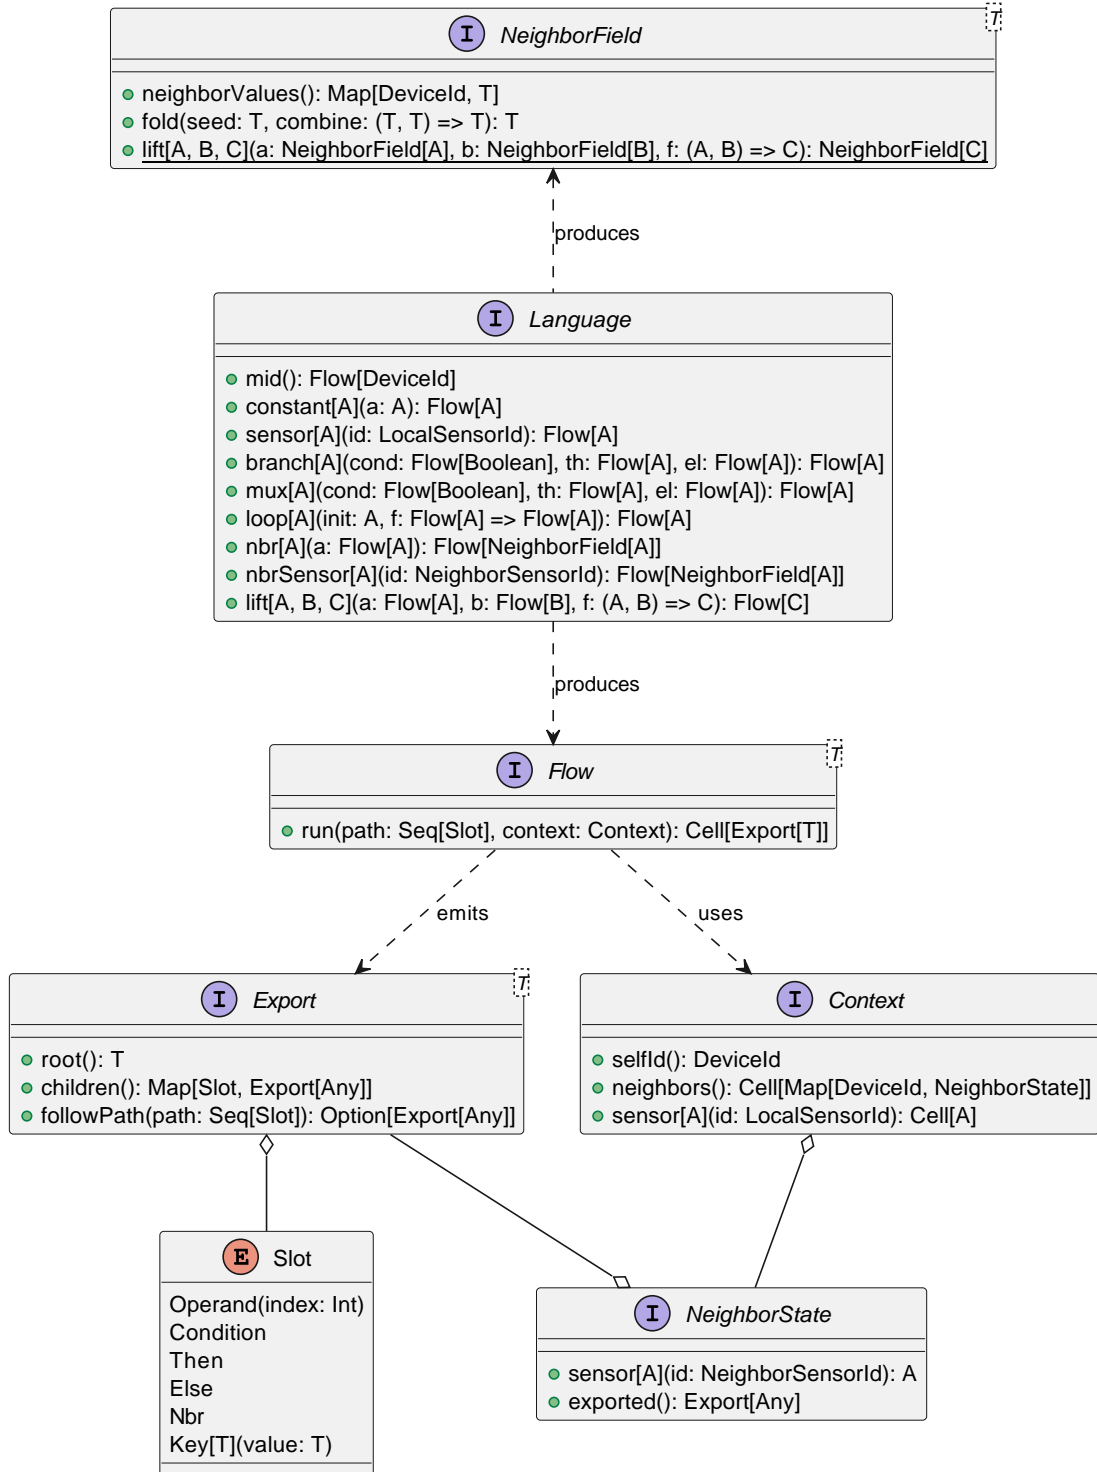 I NeighborField
T
neighborValues(): Map[DeviceId, T]
fold(seed: T, combine: (T, T) => T): T
lift[A, B, C](a: NeighborField[A], b: NeighborField[B], f: (A, B) => C): NeighborField[C]
produces
I Language
mid(): Flow[DeviceId]
constant[A](a: A): Flow[A]
sensor[A](id: LocalSensorId): Flow[A]
branch[A](cond: Flow[Boolean], th: Flow[A], el: Flow[A]): Flow[A]
mux[A](cond: Flow[Boolean], th: Flow[A], el: Flow[A]): Flow[A]
loop[A](init: A, f: Flow[A] => Flow[A]): Flow[A]
nbr[A](a: Flow[A]): Flow[NeighborField[A]]
nbrSensor[A](id: NeighborSensorId): Flow[NeighborField[A]]
lift[A, B, C](a: Flow[A], b: Flow[B], f: (A, B) => C): Flow[C]
produces
I Flow
T
run(path: Seq[Slot], context: Context): Cell[Export[T]]
emits
uses
I Export
T
root(): T
children(): Map[Slot, Export[Any]]
followPath(path: Seq[Slot]): Option[Export[Any]]
I Context
selfId(): DeviceId
neighbors(): Cell[Map[DeviceId, NeighborState]]
sensor[A](id: LocalSensorId): Cell[A]
E Slot
Operand(index: Int)
Condition
Then
Else
Nbr
Key[T](value: T)
I NeighborState
sensor[A](id: NeighborSensorId): A
exported(): Export[Any]